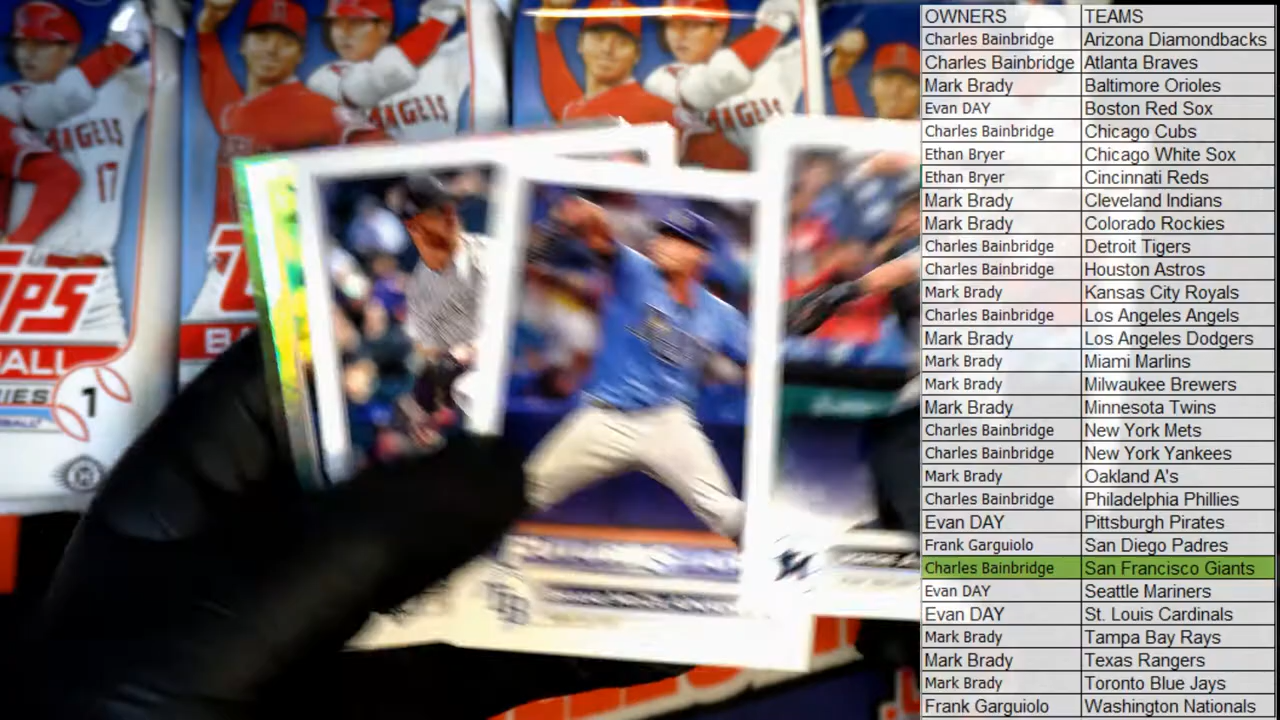 OWNERS TEAMS
Charles Bainbridge Arizona Diamondbacks
Charles Bainbridge Atlanta Braves
Mark Brady Baltimore Orioles
Evan DAY Boston Red Sox
Charles Bainbridge Chicago Cubs
Ethan Bryer Chicago White Sox
Ethan Bryer Cincinnati Reds
Mark Brady Cleveland Indians
Mark Brady Colorado Rockies
Charles Bainbridge Detroit Tigers
Charles Bainbridge Houston Astros
Mark Brady Kansas City Royals
Charles Bainbridge Los Angeles Angels
Mark Brady Los Angeles Dodgers
Mark Brady Miami Marlins
Mark Brady Milwaukee Brewers
Mark Brady Minnesota Twins
Charles Bainbridge New York Mets
Charles Bainbridge New York Yankees
Mark Brady Oakland A's
Charles Bainbridge Philadelphia Phillies
Evan DAY Pittsburgh Pirates
Frank Garguiolo San Diego Padres
Charles Bainbridge San Francisco Giants
Evan DAY Seattle Mariners
Evan DAY St. Louis Cardinals
Mark Brady Tampa Bay Rays
Mark Brady Texas Rangers
Mark Brady Toronto Blue Jays
Frank Garguiolo Washington Nationals
ANGELS
17
ANGELS
ANGELS
1
TB